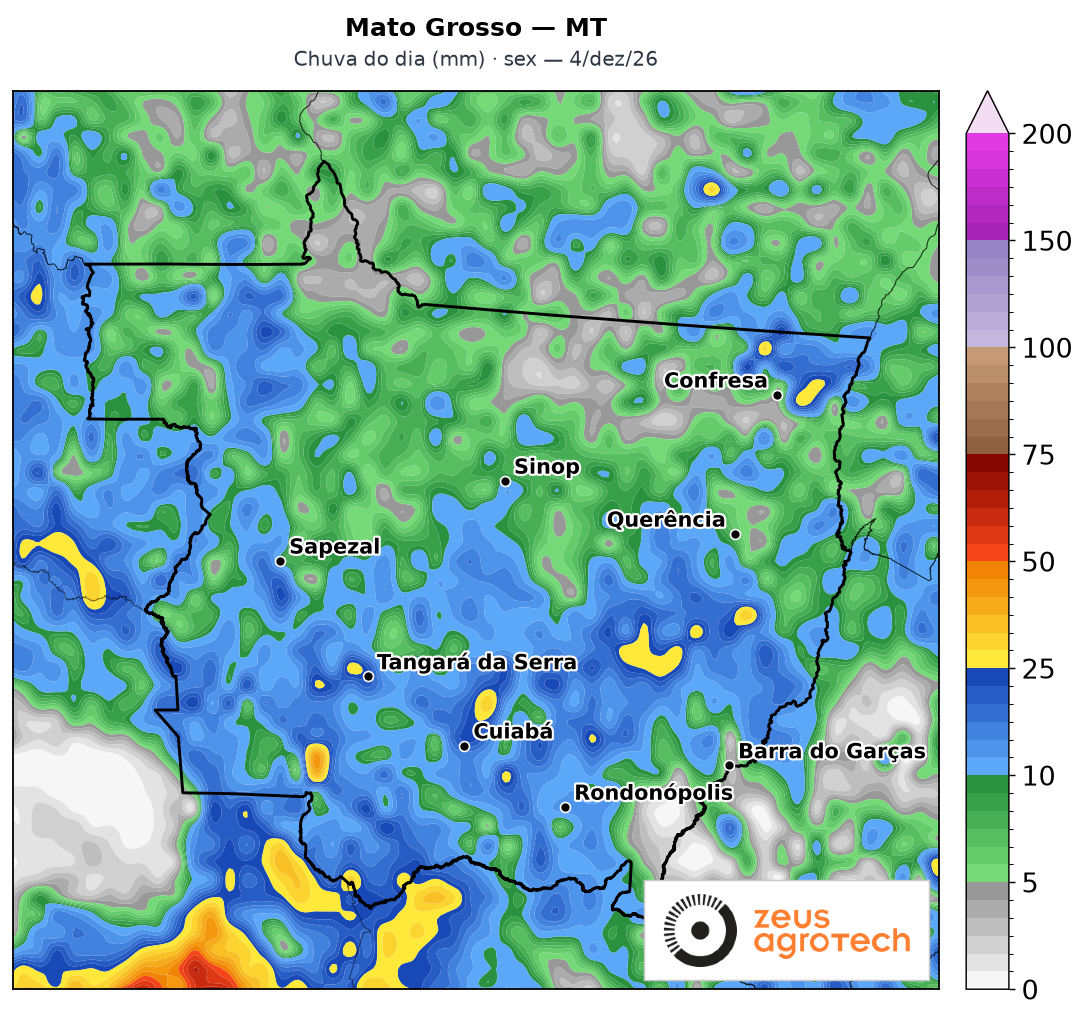 Mato Grosso — MT
Chuva do dia (mm) · sex — 4/dez/26
200
150
100
75
50
25
10
5
0
Confresa
Sinop
Querência
Sapezal
Tangará da Serra
Cuiabá
Barra do Garças
Rondonópolis
zeus
agrotech